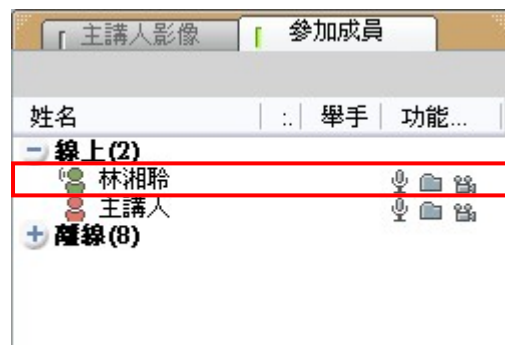 主講人影像 參加成員
姓名 :. 舉手 功能...
線上(2)
林湘聆
主講人
離線(8)